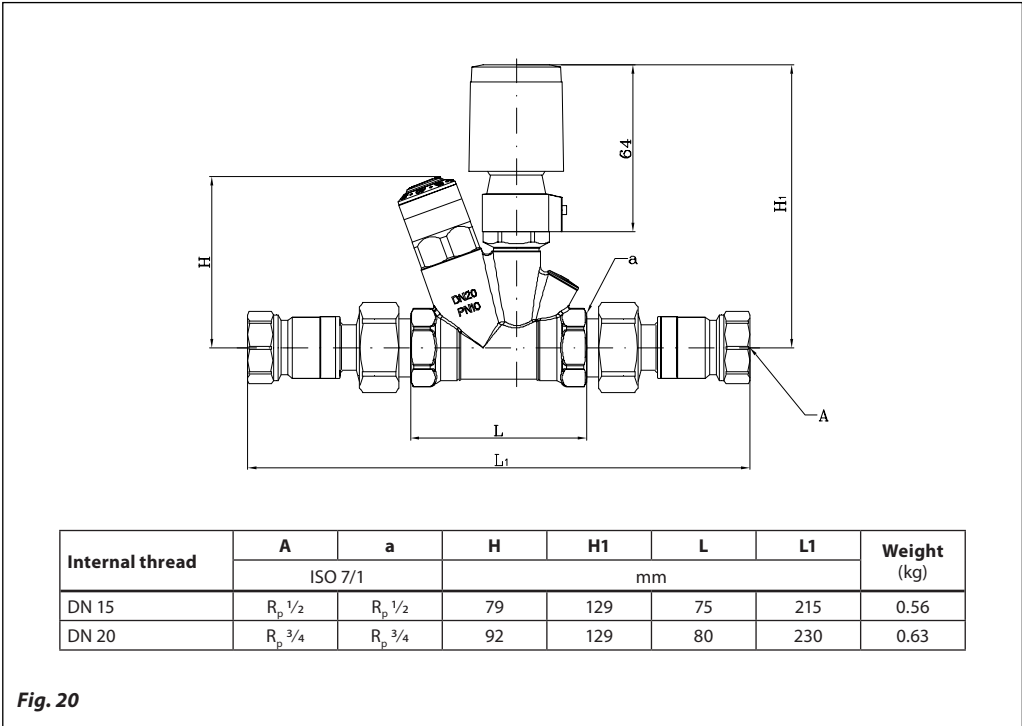 64
H₁
H
a
DN20
PN10
A
L
L₁
Internal thread A a H H1 L L1 Weight
ISO 7/1 mm (kg)
DN 15 Rₚ ½ Rₚ ½ 79 129 75 215 0.56
DN 20 Rₚ ¾ Rₚ ¾ 92 129 80 230 0.63
Fig. 20